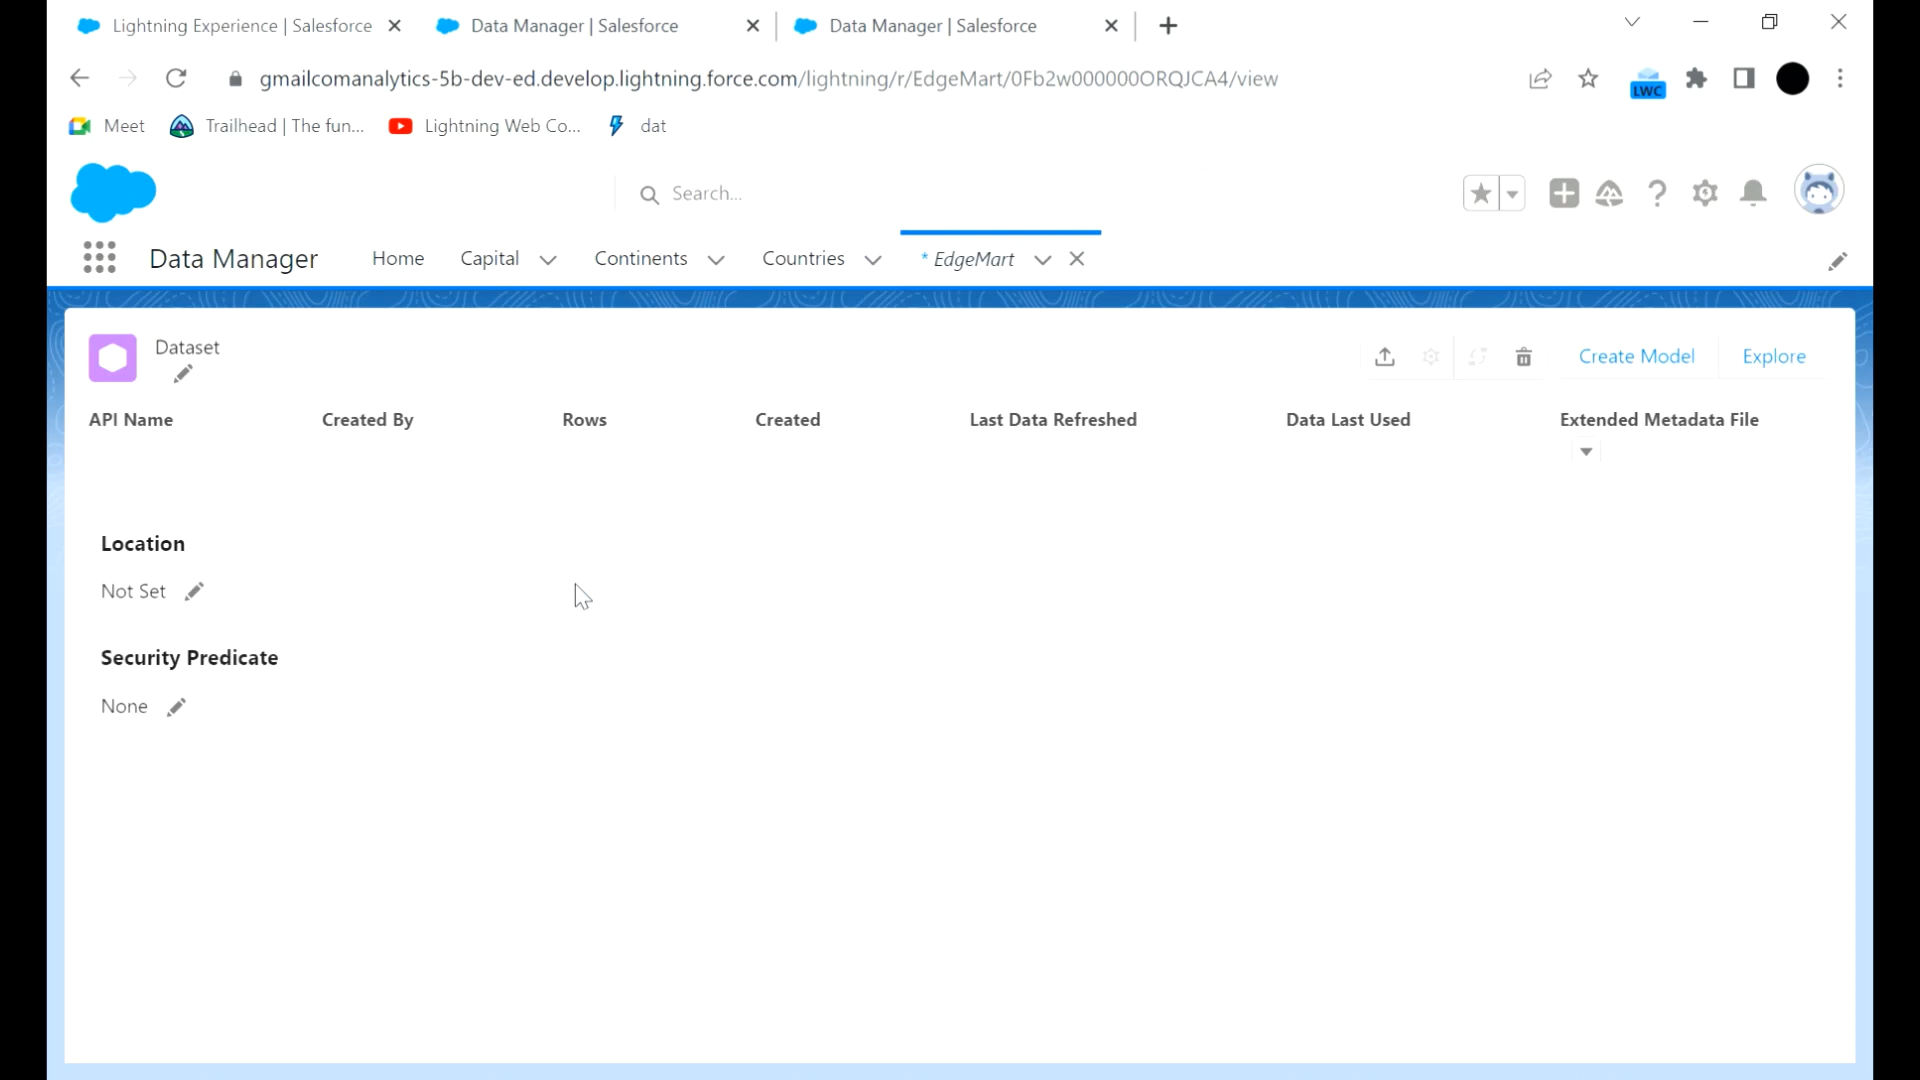 Lightning Experience | Salesforce
Data Manager | Salesforce
Data Manager | Salesforce
gmailcomanalytics-5b-dev-ed.develop.lightning.force.com/lightning/r/EdgeMart/0Fb2w000000ORQJCA4/view
LWC
Meet
Trailhead | The fun...
Lightning Web Co...
dat
Search...
Data Manager
Home
Capital
Continents
Countries
* EdgeMart
Dataset
Create Model
Explore
API Name
Created By
Rows
Created
Last Data Refreshed
Data Last Used
Extended Metadata File
Location
Not Set
Security Predicate
None